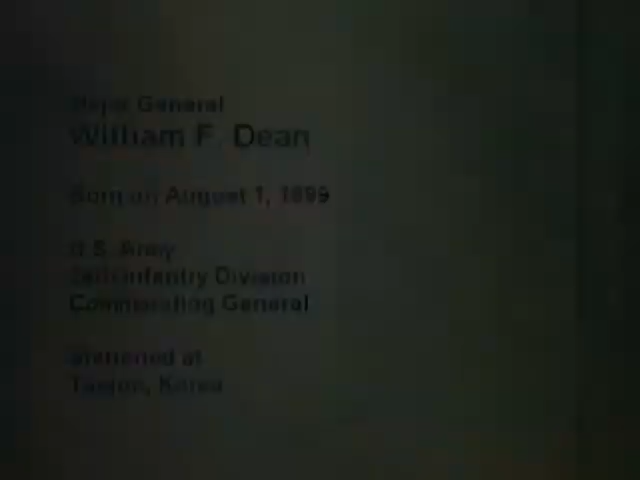 Major General
William F. Dean
Born on August 1, 1899
U.S. Army
24th Infantry Division
Commanding General
Stationed at
Taejon, Korea